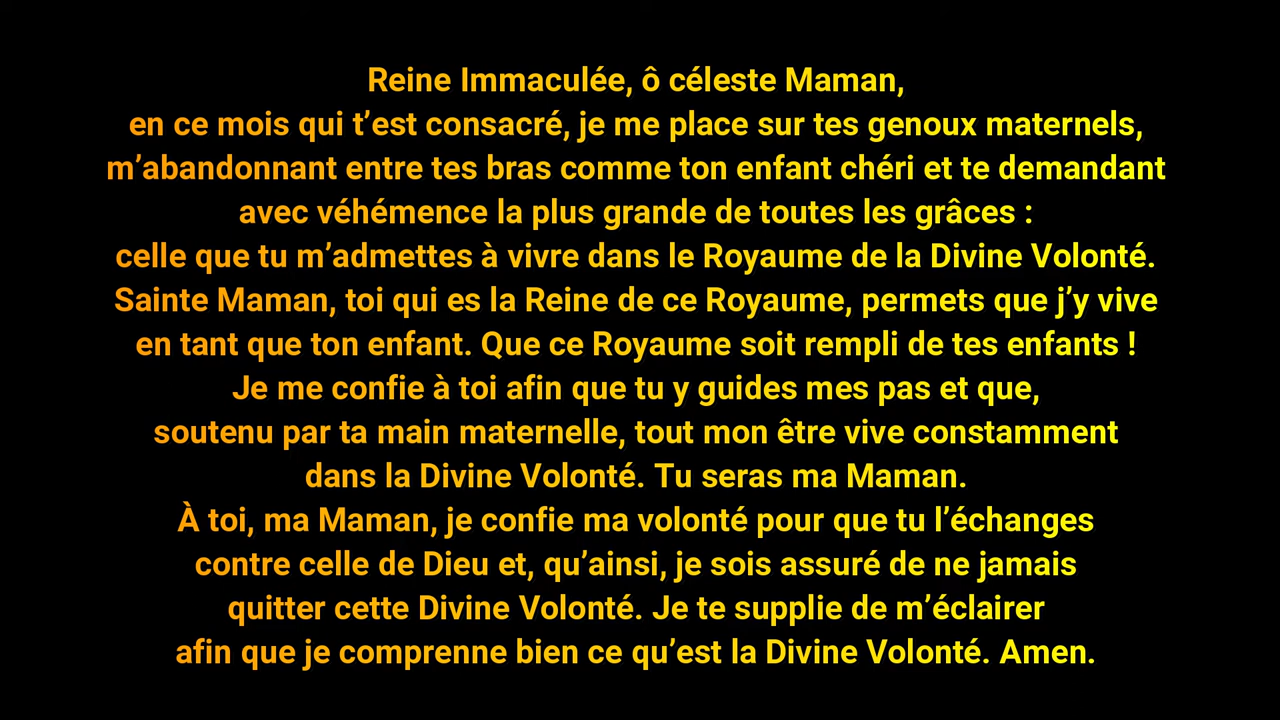 Reine Immaculée, ô céleste Maman,
en ce mois qui t’est consacré, je me place sur tes genoux maternels,
m’abandonnant entre tes bras comme ton enfant chéri et te demandant
avec véhémence la plus grande de toutes les grâces :
celle que tu m’admettes à vivre dans le Royaume de la Divine Volonté.
Sainte Maman, toi qui es la Reine de ce Royaume, permets que j’y vive
en tant que ton enfant. Que ce Royaume soit rempli de tes enfants !
Je me confie à toi afin que tu y guides mes pas et que,
soutenu par ta main maternelle, tout mon être vive constamment
dans la Divine Volonté. Tu seras ma Maman.
À toi, ma Maman, je confie ma volonté pour que tu l’échanges
contre celle de Dieu et, qu’ainsi, je sois assuré de ne jamais
quitter cette Divine Volonté. Je te supplie de m’éclairer
afin que je comprenne bien ce qu’est la Divine Volonté. Amen.